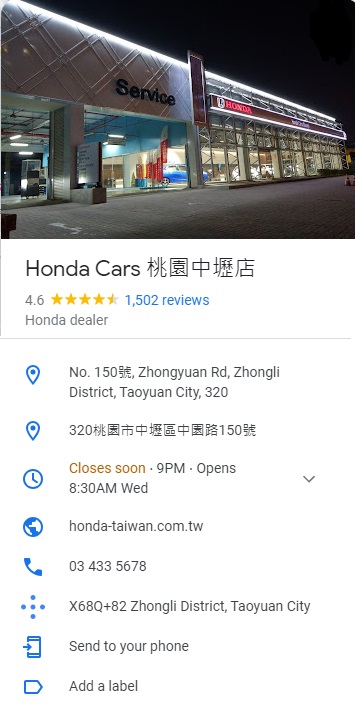 Service
HONDA
Honda Cars 桃園中壢店
4.6 1,502 reviews
Honda dealer
No. 150號, Zhongyuan Rd, Zhongli
District, Taoyuan City, 320
320桃園市中壢區中園路150號
Closes soon · 9PM · Opens
8:30AM Wed
honda-taiwan.com.tw
03 433 5678
X68Q+82 Zhongli District, Taoyuan City
Send to your phone
Add a label